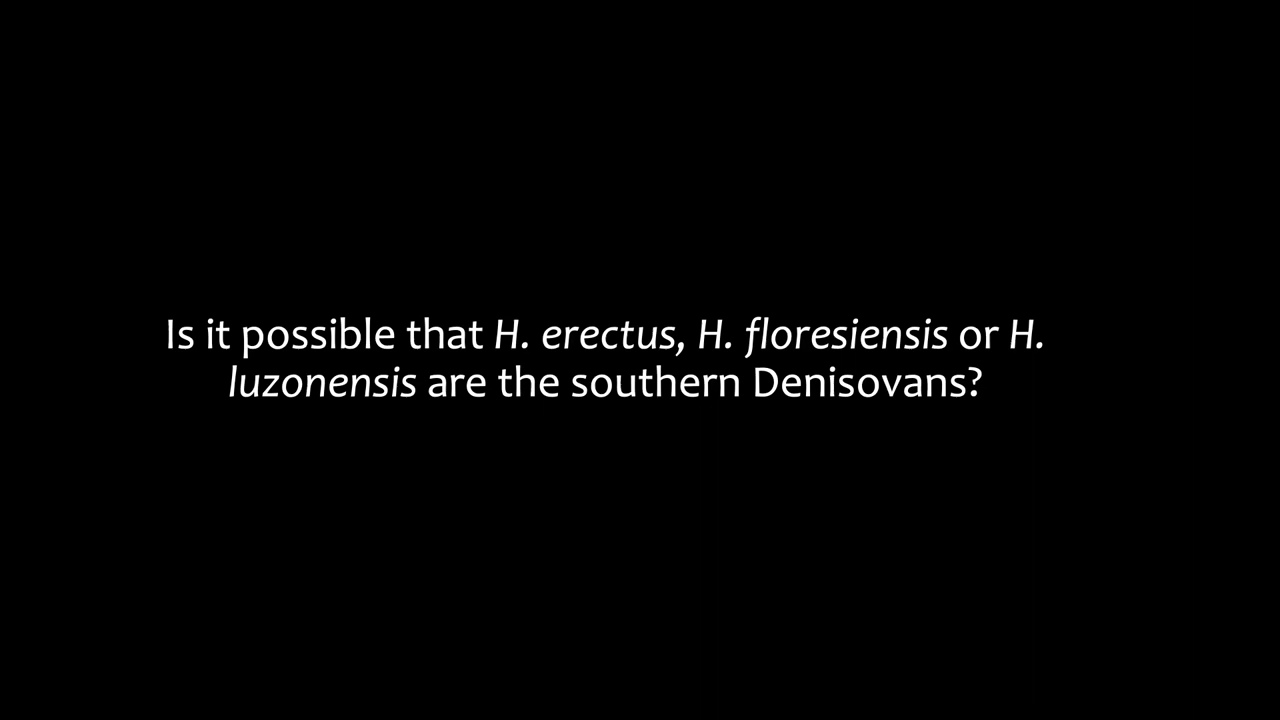 Is it possible that H. erectus, H. floresiensis or H.
luzonensis are the southern Denisovans?